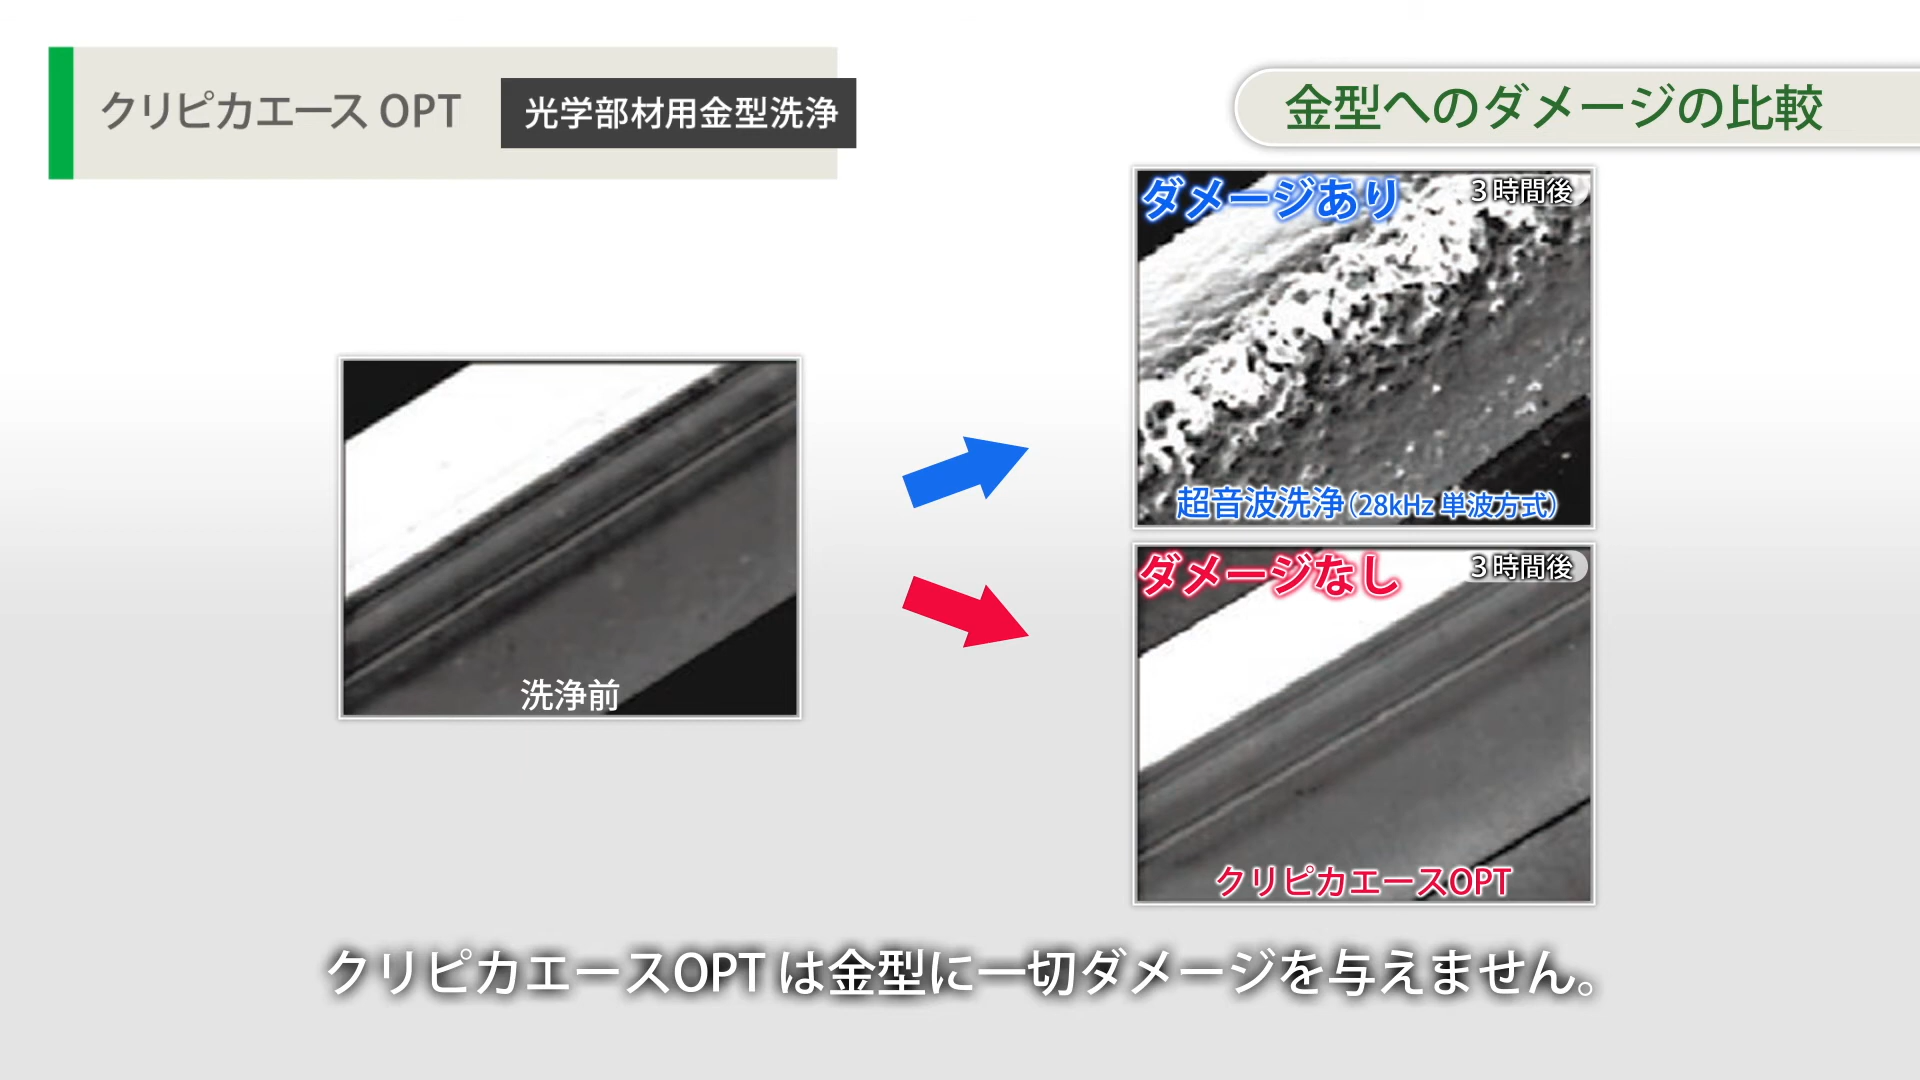 クリピカエース OPT
光学部材用金型洗浄
金型へのダメージの比較
洗浄前
ダメージあり
3時間後
超音波洗浄(28kHz 単波方式)
ダメージなし
3時間後
クリピカエースOPT
クリピカエースOPT は金型に一切ダメージを与えません。